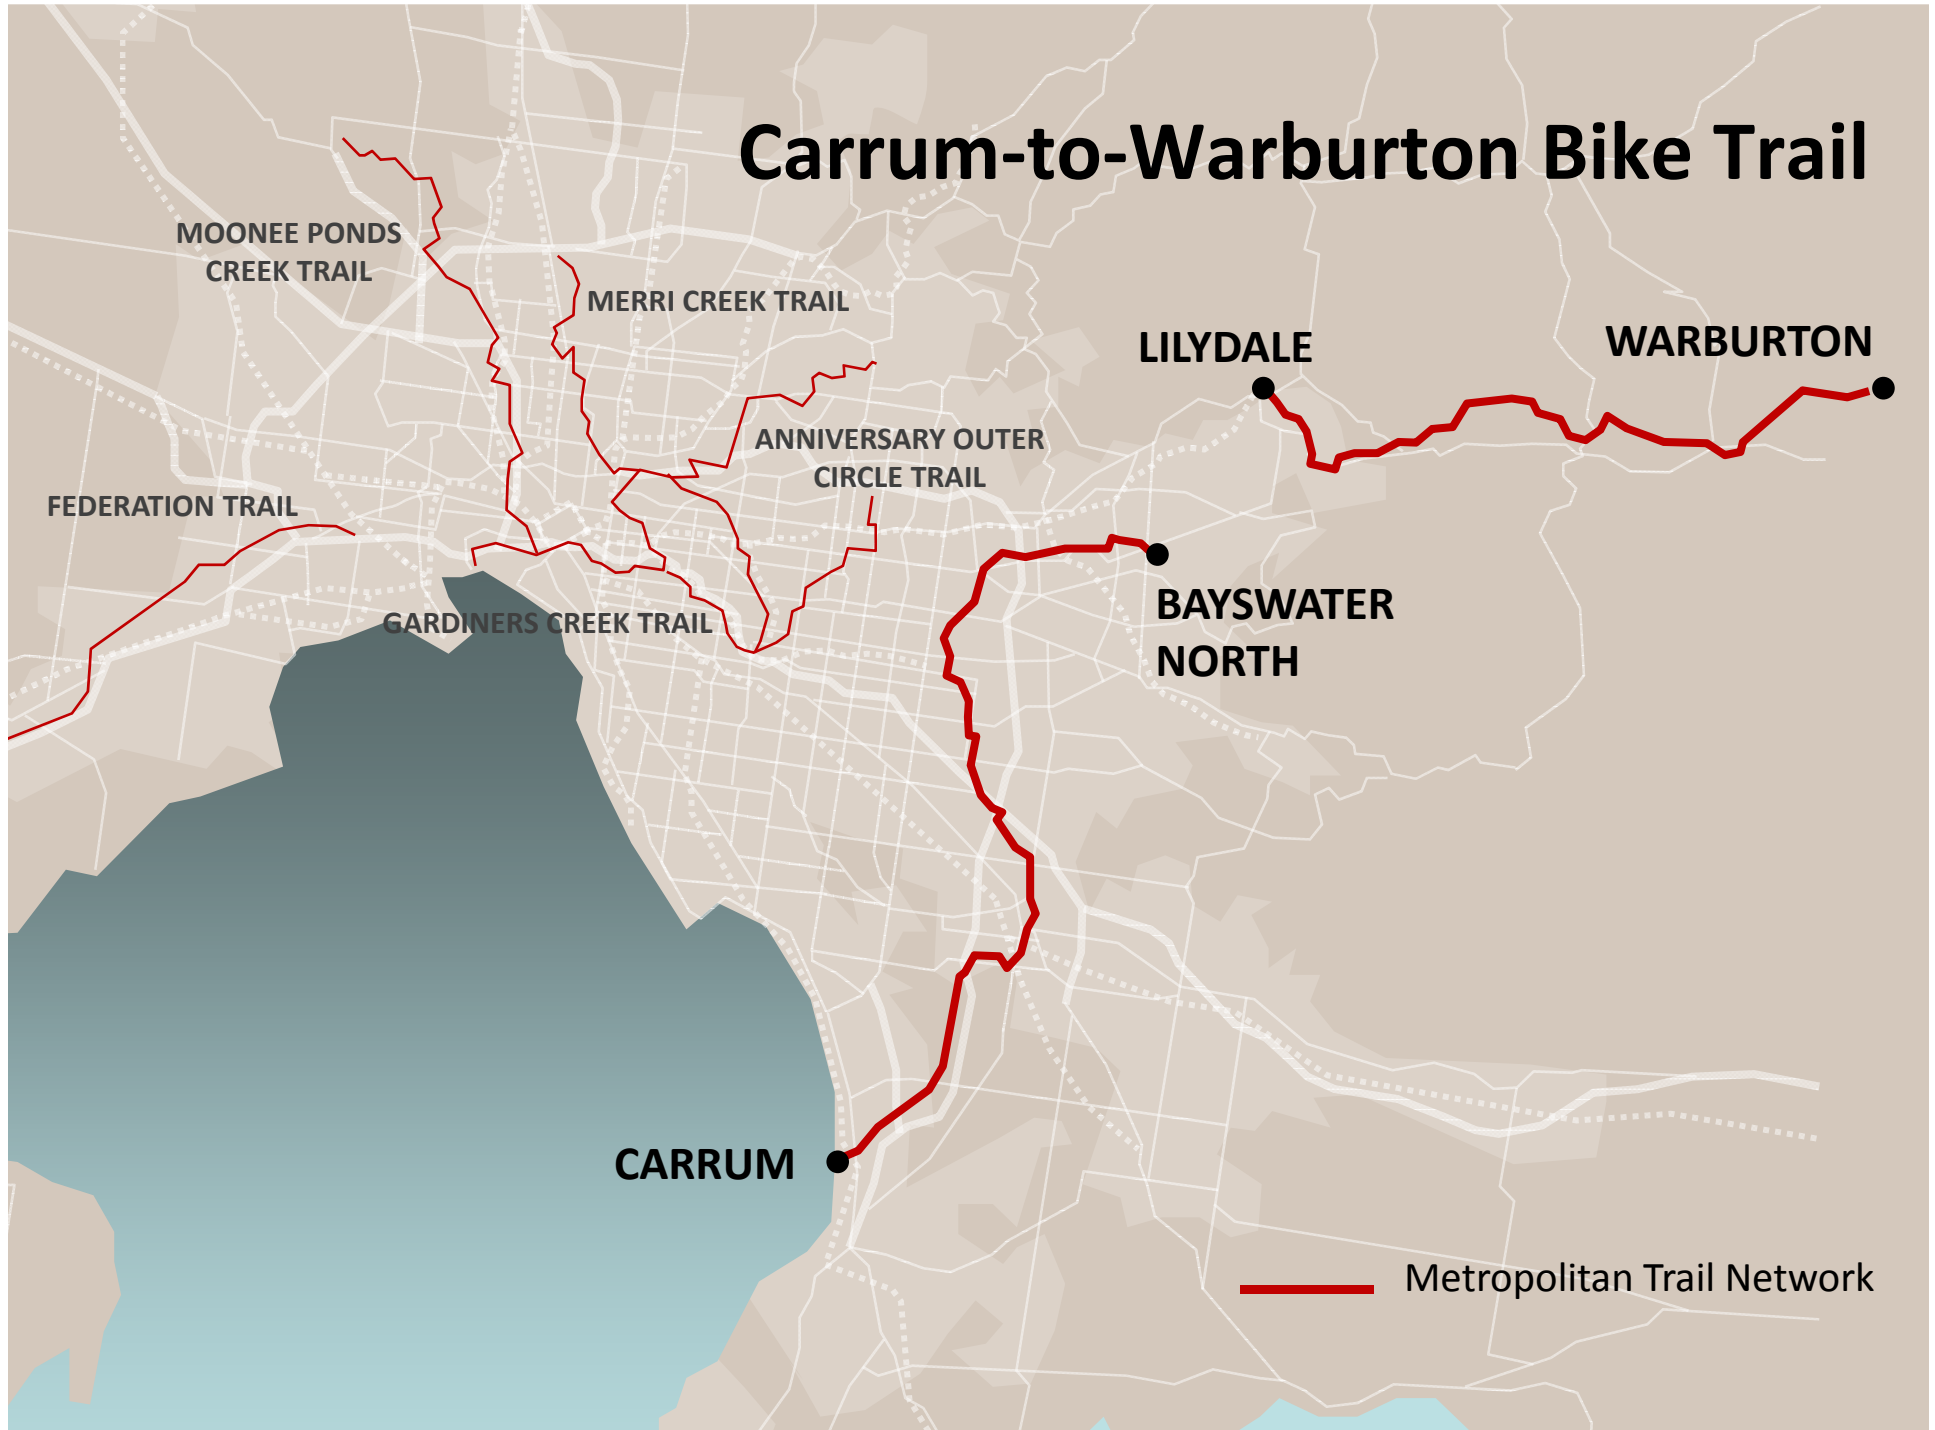 Carrum-to-Warburton Bike Trail
MOONEE PONDS
CREEK TRAIL
MERRI CREEK TRAIL
LILYDALE
WARBURTON
ANNIVERSARY OUTER
CIRCLE TRAIL
FEDERATION TRAIL
GARDINERS CREEK TRAIL
BAYSWATER
NORTH
CARRUM
Metropolitan Trail Network